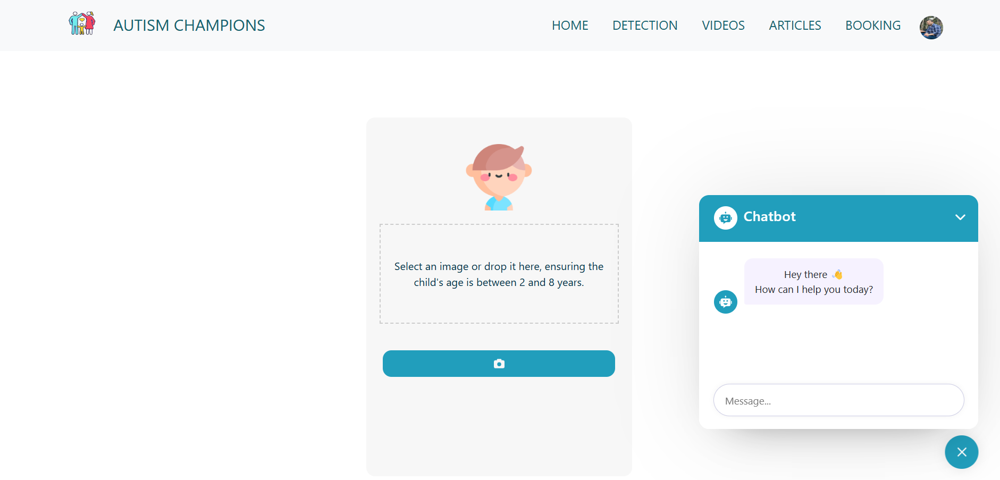 AUTISM CHAMPIONS
HOME
DETECTION
VIDEOS
ARTICLES
BOOKING
Select an image or drop it here, ensuring the
child's age is between 2 and 8 years.
Chatbot
Hey there 👋
How can I help you today?
Message...